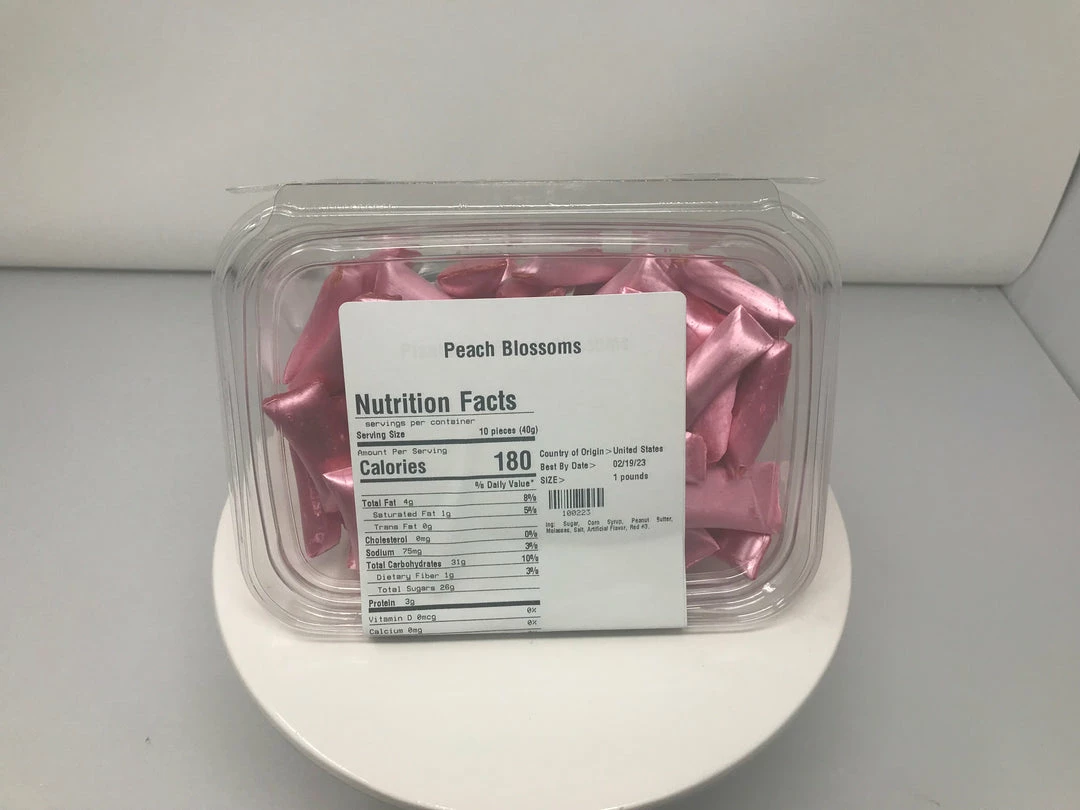 Peach Blossoms
Nutrition Facts
servings per container
Serving Size 10 pieces (40g)
Amount Per Serving
Calories 180
% Daily Value*
Total Fat 4g 8%
Saturated Fat 1g 5%
Trans Fat 0g
Cholesterol 0mg 0%
Sodium 75mg 3%
Total Carbohydrates 31g 10%
Dietary Fiber 1g 3%
Total Sugars 26g
Protein 3g
Vitamin D 0mcg 0%
Calcium 0mg 0%
Country of Origin > United States
Best By Date > 02/19/23
SIZE > 1 pounds
100223
Ing: Sugar, Corn Syrup, Peanut Butter,
Molasses, Salt, Artificial Flavor, Red #3.